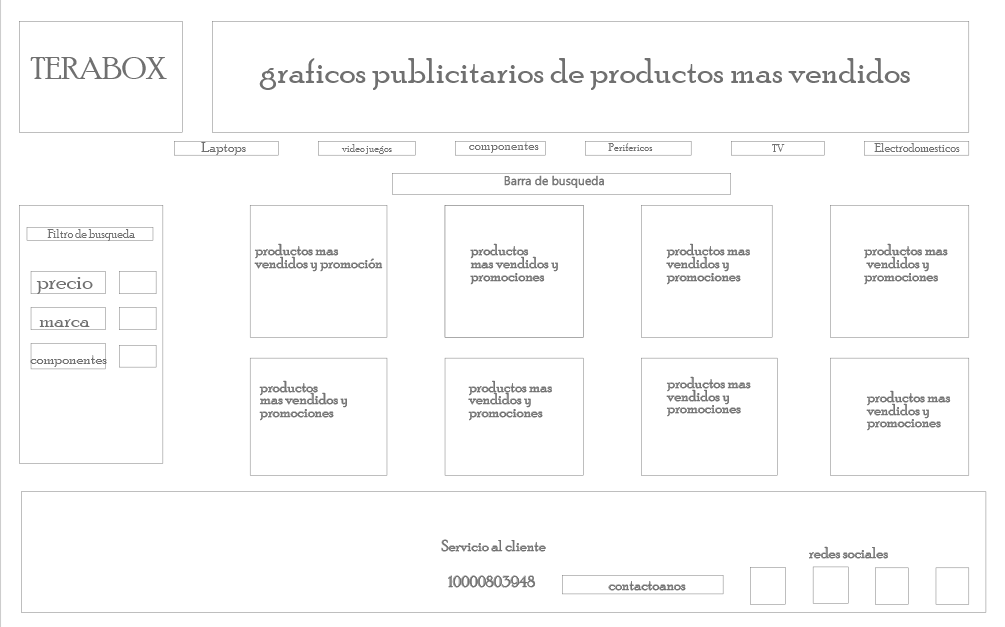 TERABOX
graficos publicitarios de productos mas vendidos
Laptops
video juegos
componentes
Perifericos
TV
Electrodomesticos
Barra de busqueda
Filtro de busqueda
precio
marca
componentes
productos mas
vendidos y promoción
productos
mas vendidos y
promociones
productos mas
vendidos y
promociones
productos mas
vendidos y
promociones
productos
mas vendidos y
promociones
productos mas
vendidos y
promociones
productos mas
vendidos y
promociones
productos mas
vendidos y
promociones
Servicio al cliente
10000803948
contactoanos
redes sociales